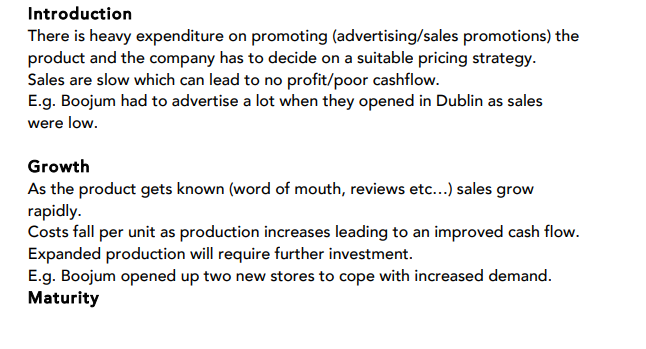 Introduction
There is heavy expenditure on promoting (advertising/sales promotions) the
product and the company has to decide on a suitable pricing strategy.
Sales are slow which can lead to no profit/poor cashflow.
E.g. Boojum had to advertise a lot when they opened in Dublin as sales
were low.
Growth
As the product gets known (word of mouth, reviews etc…) sales grow
rapidly.
Costs fall per unit as production increases leading to an improved cash flow.
Expanded production will require further investment.
E.g. Boojum opened up two new stores to cope with increased demand.
Maturity